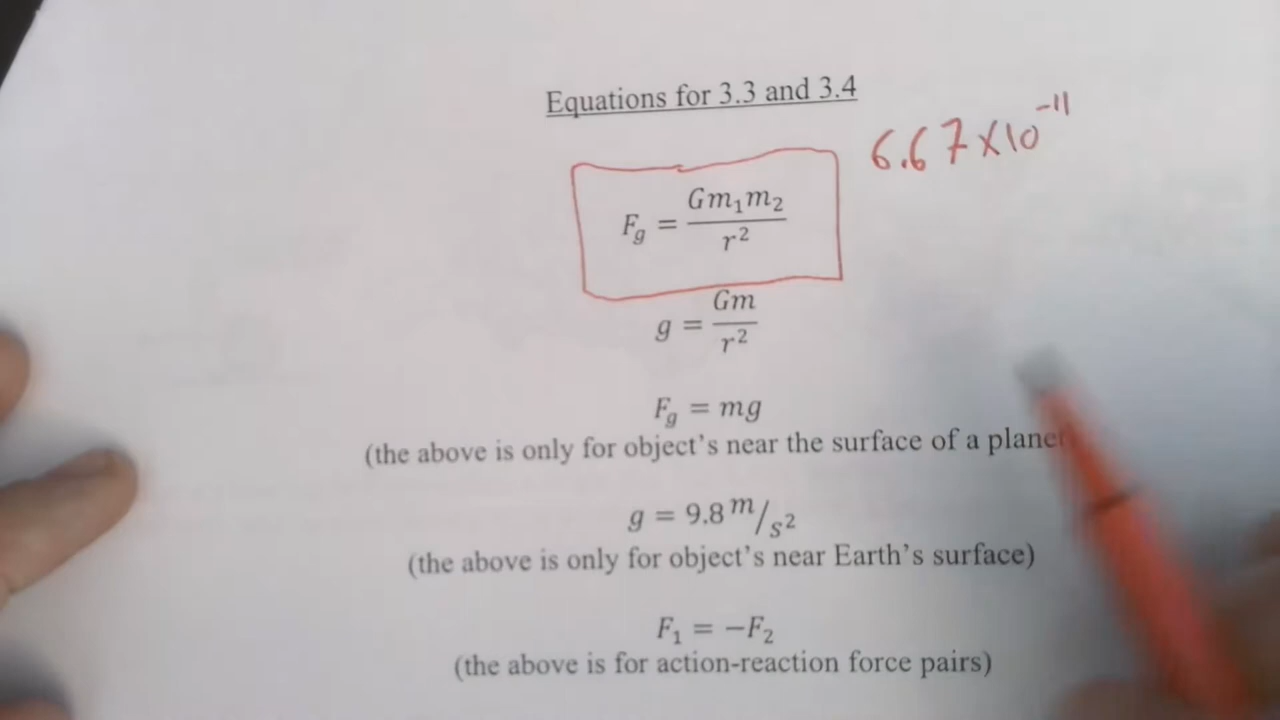 Equations for 3.3 and 3.4
6.67×10⁻¹¹
F_g = Gm₁m₂ / r²
g = Gm / r²
F_g = mg
(the above is only for object's near the surface of a planet
g = 9.8 m/s²
(the above is only for object's near Earth's surface)
F₁ = −F₂
(the above is for action-reaction force pairs)